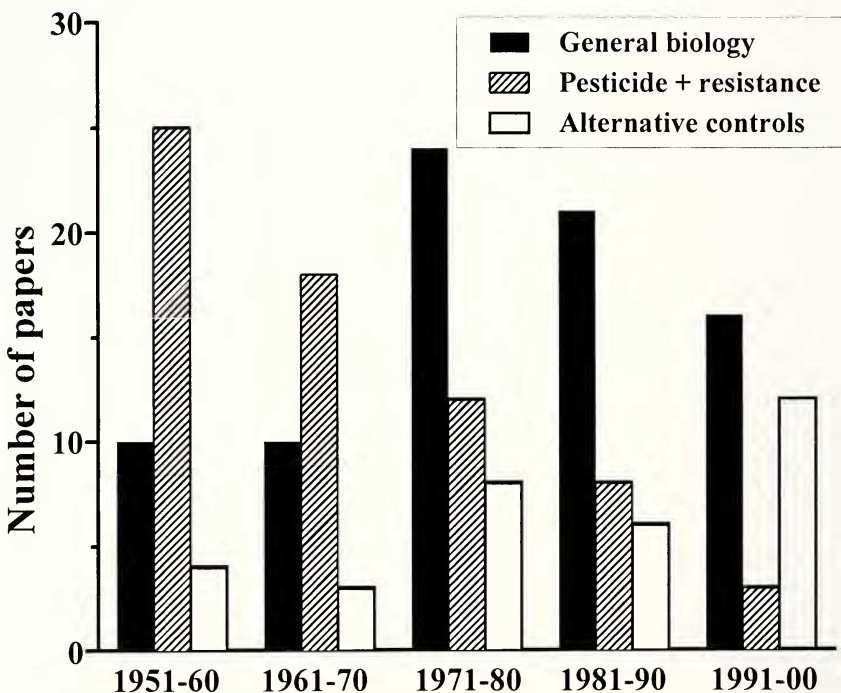 30
20
10
0
Number of papers
General biology
Pesticide + resistance
Alternative controls
1951-60 1961-70 1971-80 1981-90 1991-00